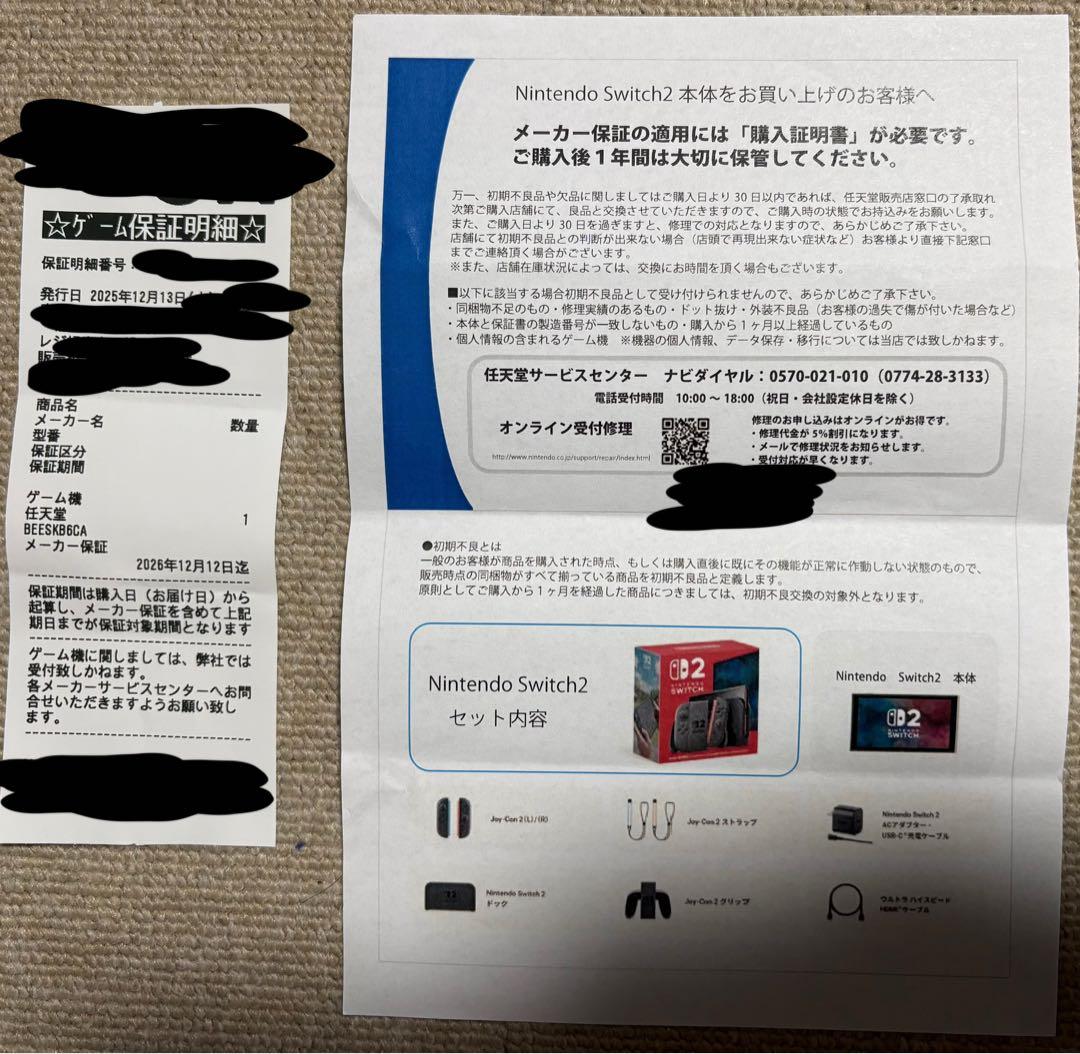 ☆ｹﾞｰﾑ保証明細☆
保証明細番号:
発行日 2025年12月13日
レジ
販
商品名
メーカー名
数量
型番
保証区分
保証期間
ゲーム機
任天堂
1
BEESKB6CA
メーカー保証
2026年12月12日迄
保証期間は購入日（お届け日）から
起算し、メーカー保証を含めて上記
期日までが保証対象期間となります
ゲーム機に関しましては、弊社では
受付致しかねます。
各メーカーサービスセンターへお問
合せいただきますようお願い致し
ます。
Nintendo Switch2 本体をお買い上げのお客様へ
メーカー保証の適用には「購入証明書」が必要です。
ご購入後１年間は大切に保管してください。
万一、初期不良品や欠品に関しましてはご購入日より 30 日以内であれば、任天堂販売店窓口の了承取れ
次第ご購入店舗にて、良品と交換させていただきますので、ご購入時の状態でお持込みをお願いします。
また、ご購入日より 30 日を過ぎますと、修理での対応となりますので、あらかじめご了承下さい。
店舗にて初期不良品との判断が出来ない場合（店頭で再現出来ない症状など）お客様より直接下記窓口
までご連絡頂く場合がございます。
※また、店舗在庫状況によっては、交換にお時間を頂く場合もございます。
■以下に該当する場合初期不良品として受け付けられませんので、あらかじめご了承下さい。
・同梱物不足のもの・修理実績のあるもの・ドット抜け・外装不良品（お客様の過失で傷が付いた場合など）
・本体と保証書の製造番号が一致しないもの・購入から１ヶ月以上経過しているもの
・個人情報の含まれるゲーム機 ※機器の個人情報、データ保存・移行については当店では致しかねます。
任天堂サービスセンター ナビダイヤル：0570-021-010（0774-28-3133）
電話受付時間 10:00 ～ 18:00（祝日・会社設定休日を除く）
オンライン受付修理
http://www.nintendo.co.jp/support/repair/index.html
修理のお申し込みはオンラインがお得です。
・修理代金が 5%割引になります。
・メールで修理状況をお知らせします。
・受付対応が早くなります。
●初期不良とは
一般のお客様が商品を購入された時点、もしくは購入直後に既にその機能が正常に作動しない状態のもので、
販売時点の同梱物がすべて揃っている商品を初期不良品と定義します。
原則としてご購入から１ヶ月を経過した商品につきましては、初期不良交換の対象外となります。
Nintendo Switch2
セット内容
2
NINTENDO
SWITCH
Nintendo Switch2 本体
2
NINTENDO
SWITCH
Joy-Con 2 (L)/(R)
Joy-Con 2 ストラップ
Nintendo Switch 2
ACアダプター・
USB-C®充電ケーブル
Nintendo Switch 2
ドック
Joy-Con 2 グリップ
ウルトラ ハイスピード
HDMI®ケーブル